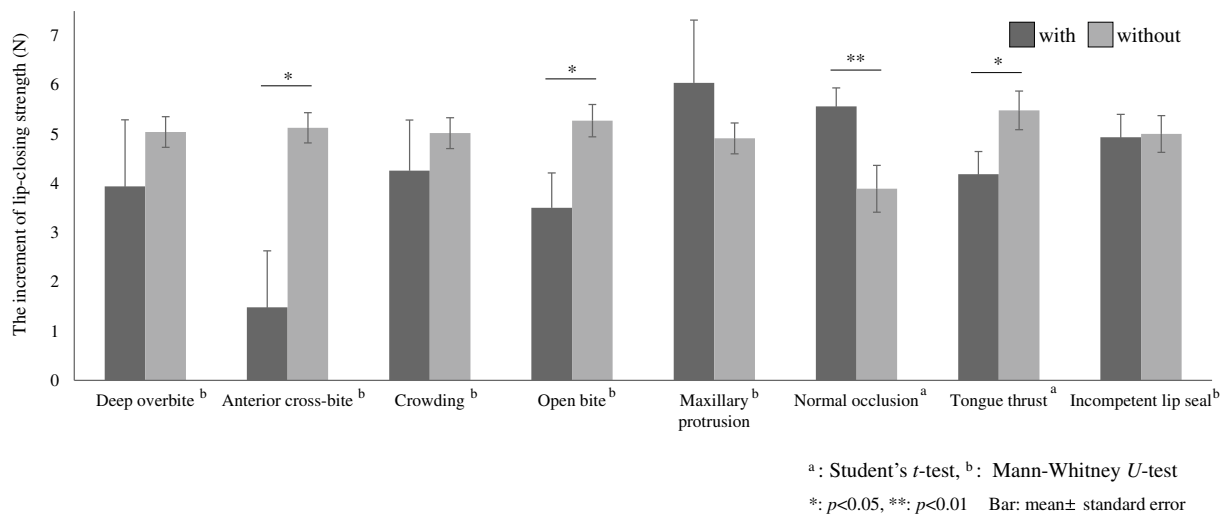 The increment of lip-closing strength (N)
7
6
5
4
3
2
1
0
with without
*
*
**
*
Deep overbite b
Anterior cross-bite b
Crowding b
Open bite b
Maxillary b
protrusion
Normal occlusion a
Tongue thrust a
Incompetent lip seal b
a : Student's t-test, b : Mann-Whitney U-test
*: p<0.05, **: p<0.01 Bar: mean± standard error